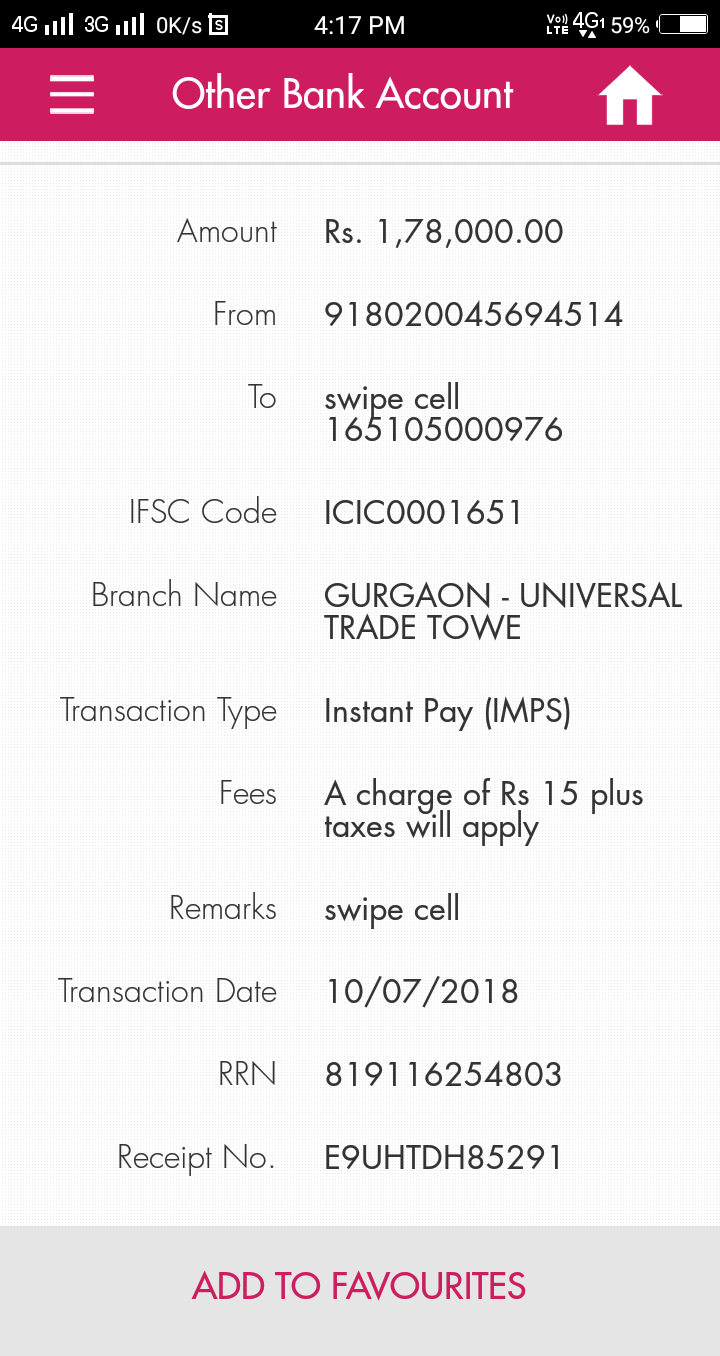 4G 3G 0K/s S 4:17 PM VoLTE 4G1 59%
Other Bank Account
Amount Rs. 1,78,000.00
From 918020045694514
To swipe cell
165105000976
IFSC Code ICIC0001651
Branch Name GURGAON - UNIVERSAL
TRADE TOWE
Transaction Type Instant Pay (IMPS)
Fees A charge of Rs 15 plus
taxes will apply
Remarks swipe cell
Transaction Date 10/07/2018
RRN 819116254803
Receipt No. E9UHTDH85291
ADD TO FAVOURITES